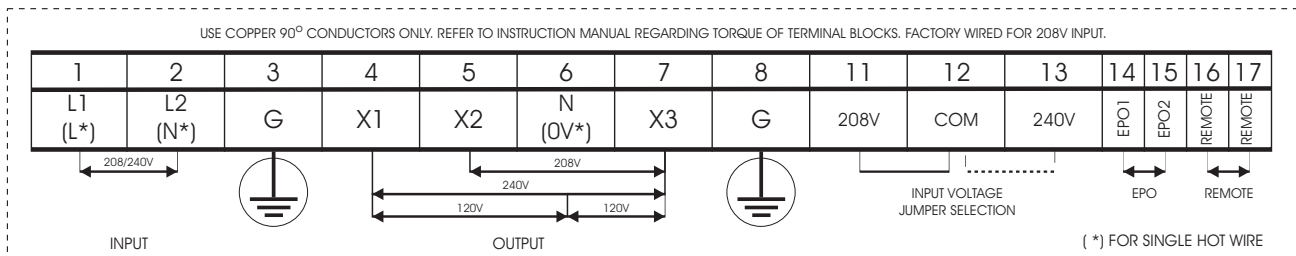 USE COPPER 90° CONDUCTORS ONLY. REFER TO INSTRUCTION MANUAL REGARDING TORQUE OF TERMINAL BLOCKS. FACTORY WIRED FOR 208V INPUT.
1 2 3 4 5 6 7 8 11 12 13 14 15 16 17
L1 (L*)
L2 (N*)
G
X1
X2
N (0V*)
X3
G
208V
COM
240V
EPO1
EPO2
REMOTE
REMOTE
208/240V
208V
240V
120V 120V
INPUT VOLTAGE
JUMPER SELECTION
EPO
REMOTE
INPUT
OUTPUT
( *) FOR SINGLE HOT WIRE